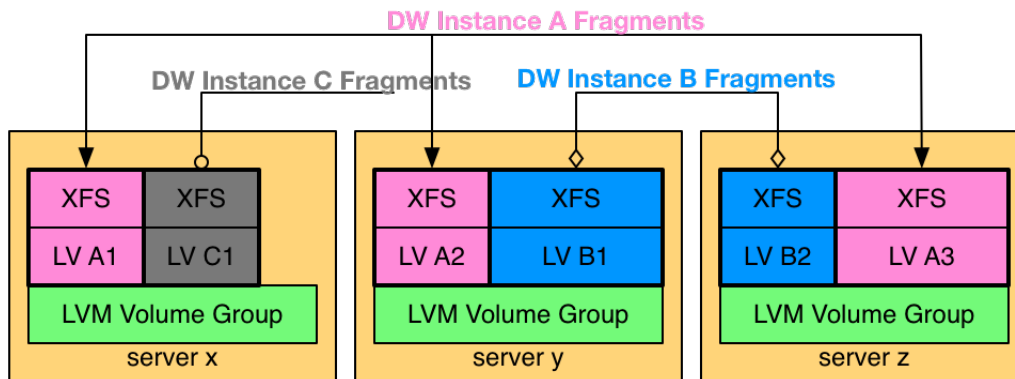 DW Instance A Fragments
DW Instance C Fragments
DW Instance B Fragments
XFS XFS XFS XFS XFS XFS
LV A1 LV C1 LV A2 LV B1 LV B2 LV A3
LVM Volume Group LVM Volume Group LVM Volume Group
server x server y server z